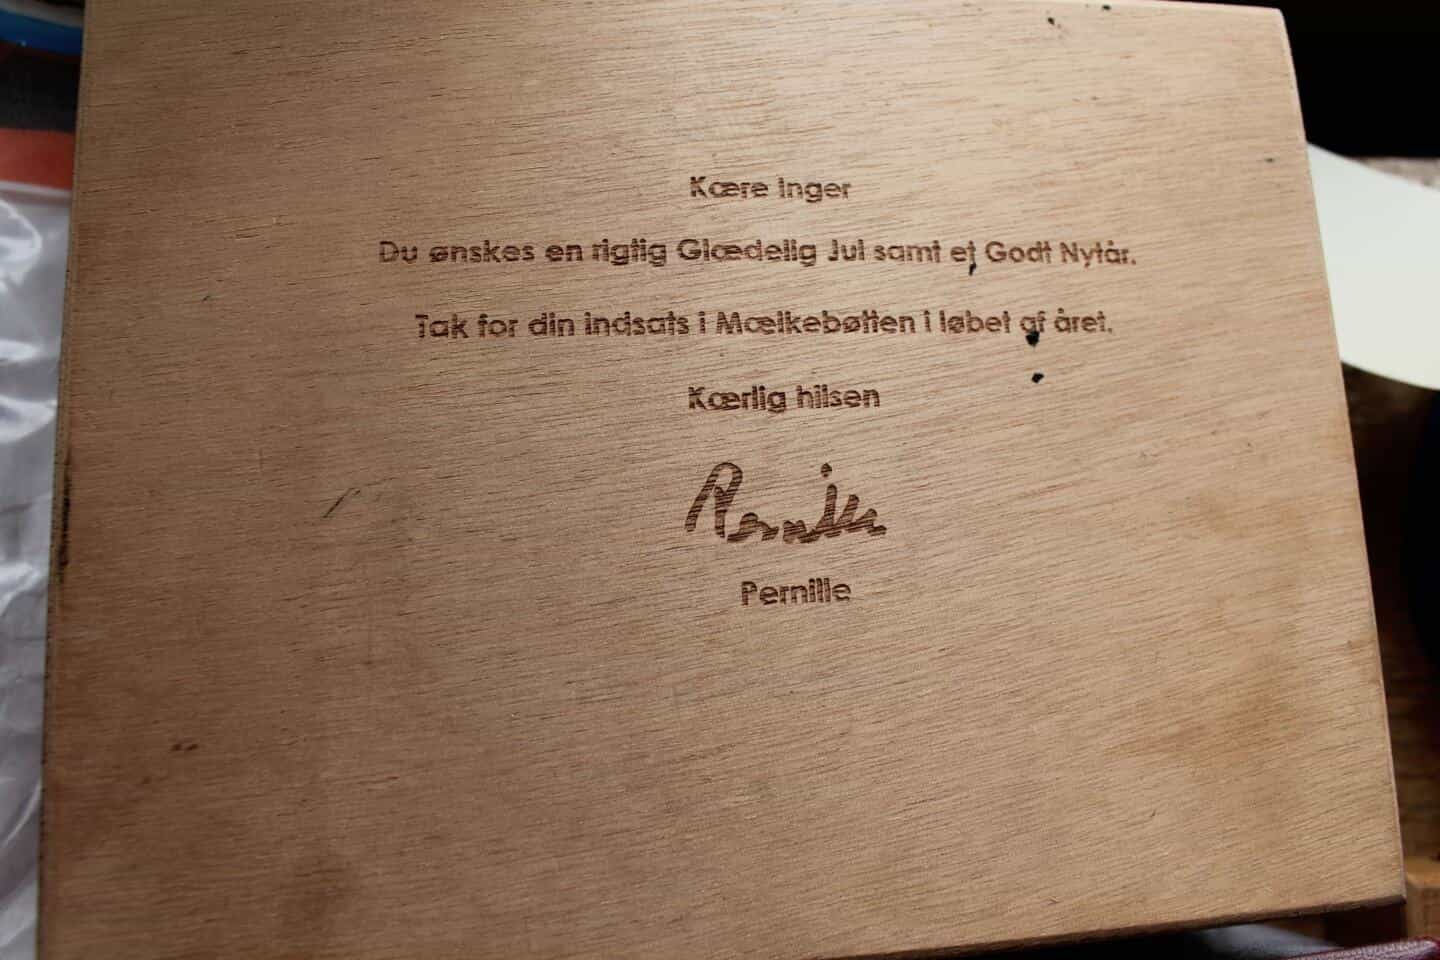 Kære Inger
Du ønskes en rigtig Glædelig Jul samt et Godt Nytår.
Tak for din indsats i Mælkebøtten i løbet af året.
Kærlig hilsen
Pernille
Pernille